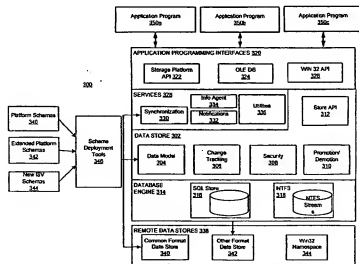 Application Program
350a
Application Program
350b
Application Program
350c
APPLICATION PROGRAMMING INTERFACES 320
Storage Platform
API 322
OLE DB
324
WIN 32 API
326
300
SERVICES 328
Info Agent
334
Synchronization
330
Notifications
332
Utilities
336
Store API
312
Platform Schemas
340
Extended Platform
Schemas
342
New ISV Schemas
344
Schema
Deployment
Tools
346
DATA STORE 302
Data Model
304
Change
Tracking
306
Security
308
Promotion/
Demotion
310
DATABASE
ENGINE 314
SQL Store
316
NTFS
318
NTFS
Stream
s
REMOTE DATA STORES 338
Common Format
Data Store
340
Other Format
Data Store
342
Win32
Namespace
344